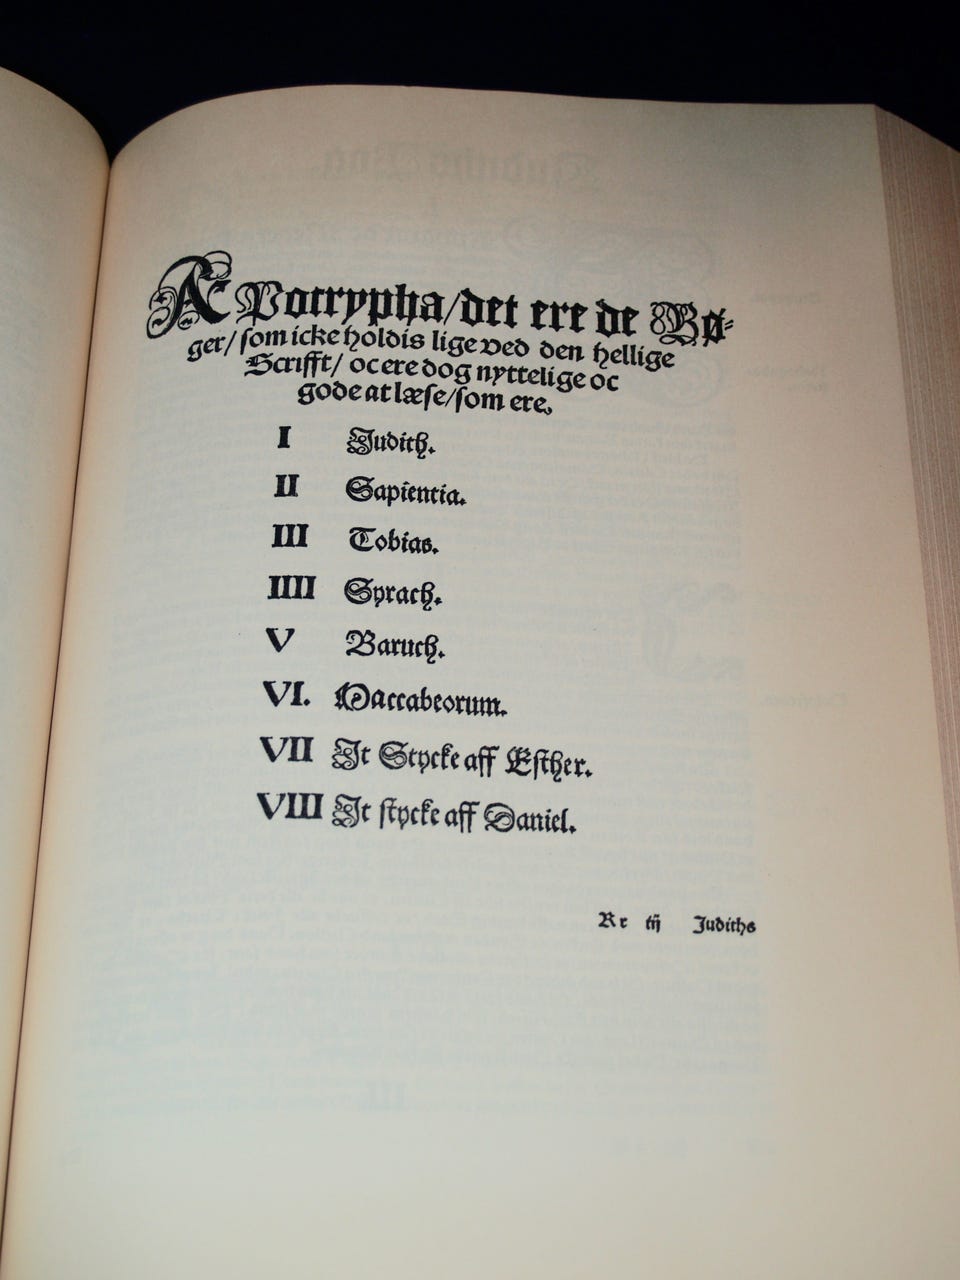 APocrypha/det ere de Bø-
ger/som icke holdis lige ved den hellige
Scrifft/ oc ere dog nyttelige oc
gode at læse/som ere.
I Judith.
II Sapientia.
III Tobias.
IIII Syrach.
V Baruch.
VI. Maccabeorum.
VII It Stycke aff Esther.
VIII It stycke aff Daniel.
Rr iij Judiths